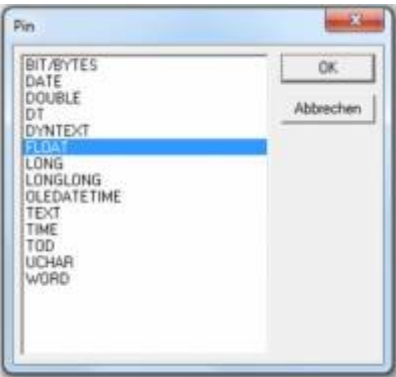 Pin
BIT/BYTES
DATE
DOUBLE
DT
DYNTEXT
FLOAT
LONG
LONGLONG
OLEDATETIME
TEXT
TIME
TOD
UCHAR
WORD
OK
Abbrechen